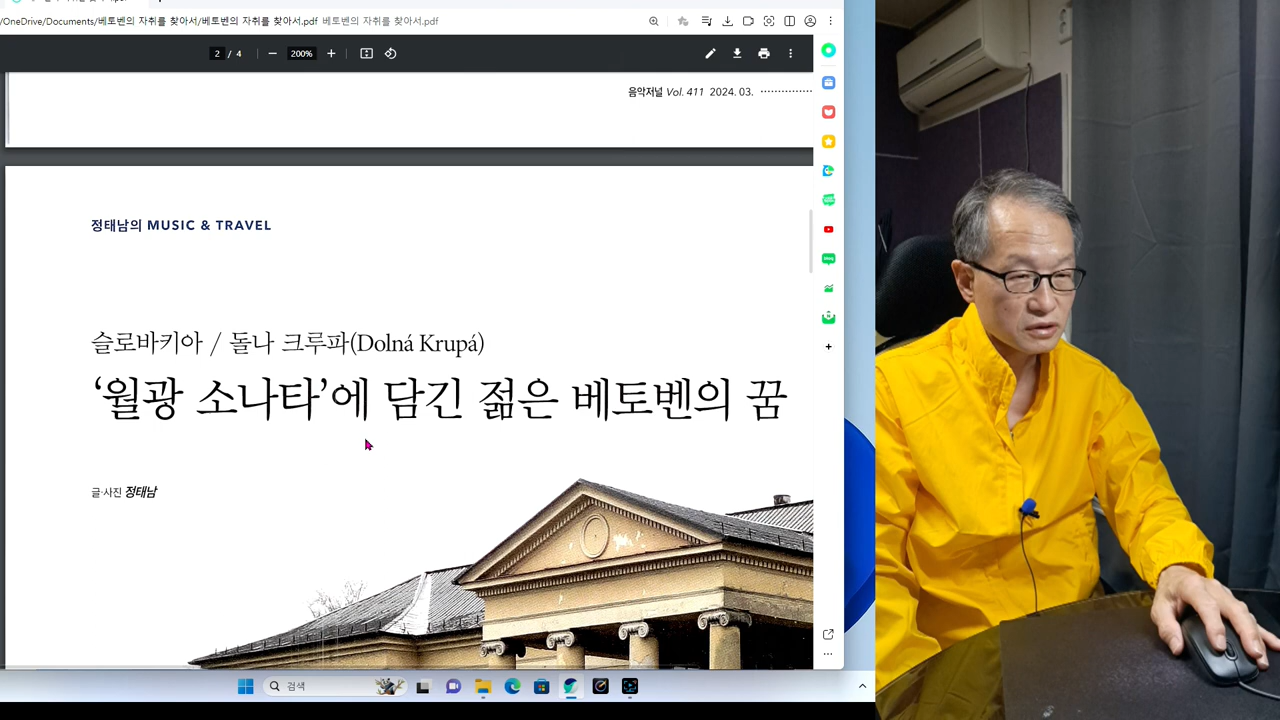 /OneDrive/Documents/베토벤의 자취를 찾아서/베토벤의 자취를 찾아서.pdf 베토벤의 자취를 찾아서.pdf
2 / 4
200%
음악저널 Vol. 411 2024. 03.
정태남의 MUSIC & TRAVEL
슬로바키아 / 돌나 크루파(Dolná Krupá)
‘월광 소나타’에 담긴 젊은 베토벤의 꿈
글·사진 정태남
검색